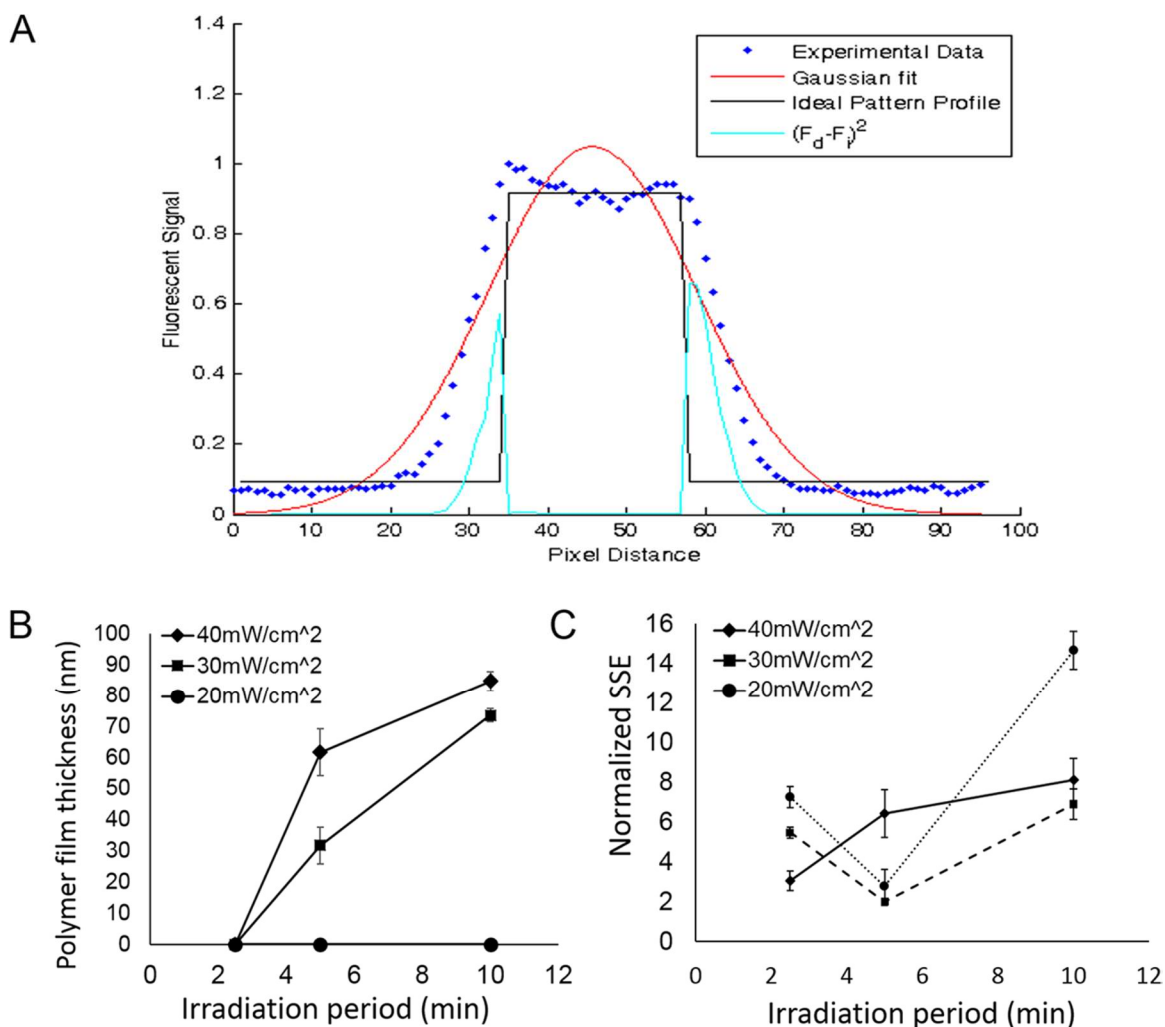 A
1.4
1.2
1
0.8
0.6
0.4
0.2
0
Fluorescent Signal
Experimental Data
Gaussian fit
Ideal Pattern Profile
(F_d-F_i)^2
0 10 20 30 40 50 60 70 80 90 100
Pixel Distance
B
40mW/cm^2
30mW/cm^2
20mW/cm^2
100
90
80
70
60
50
40
30
20
10
0
Polymer film thickness (nm)
0 2 4 6 8 10 12
Irradiation period (min)
C
40mW/cm^2
30mW/cm^2
20mW/cm^2
16
14
12
10
8
6
4
2
0
Normalized SSE
0 2 4 6 8 10 12
Irradiation period (min)